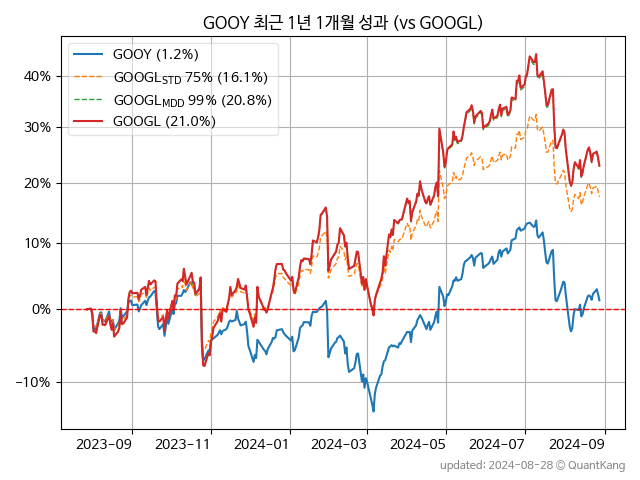 GOOY 최근 1년 1개월 성과 (vs GOOGL)
GOOY (1.2%)
GOOGL_STD 75% (16.1%)
GOOGL_MDD 99% (20.8%)
GOOGL (21.0%)
40%
30%
20%
10%
0%
−10%
2023-09
2023-11
2024-01
2024-03
2024-05
2024-07
2024-09
updated: 2024-08-28 © QuantKang